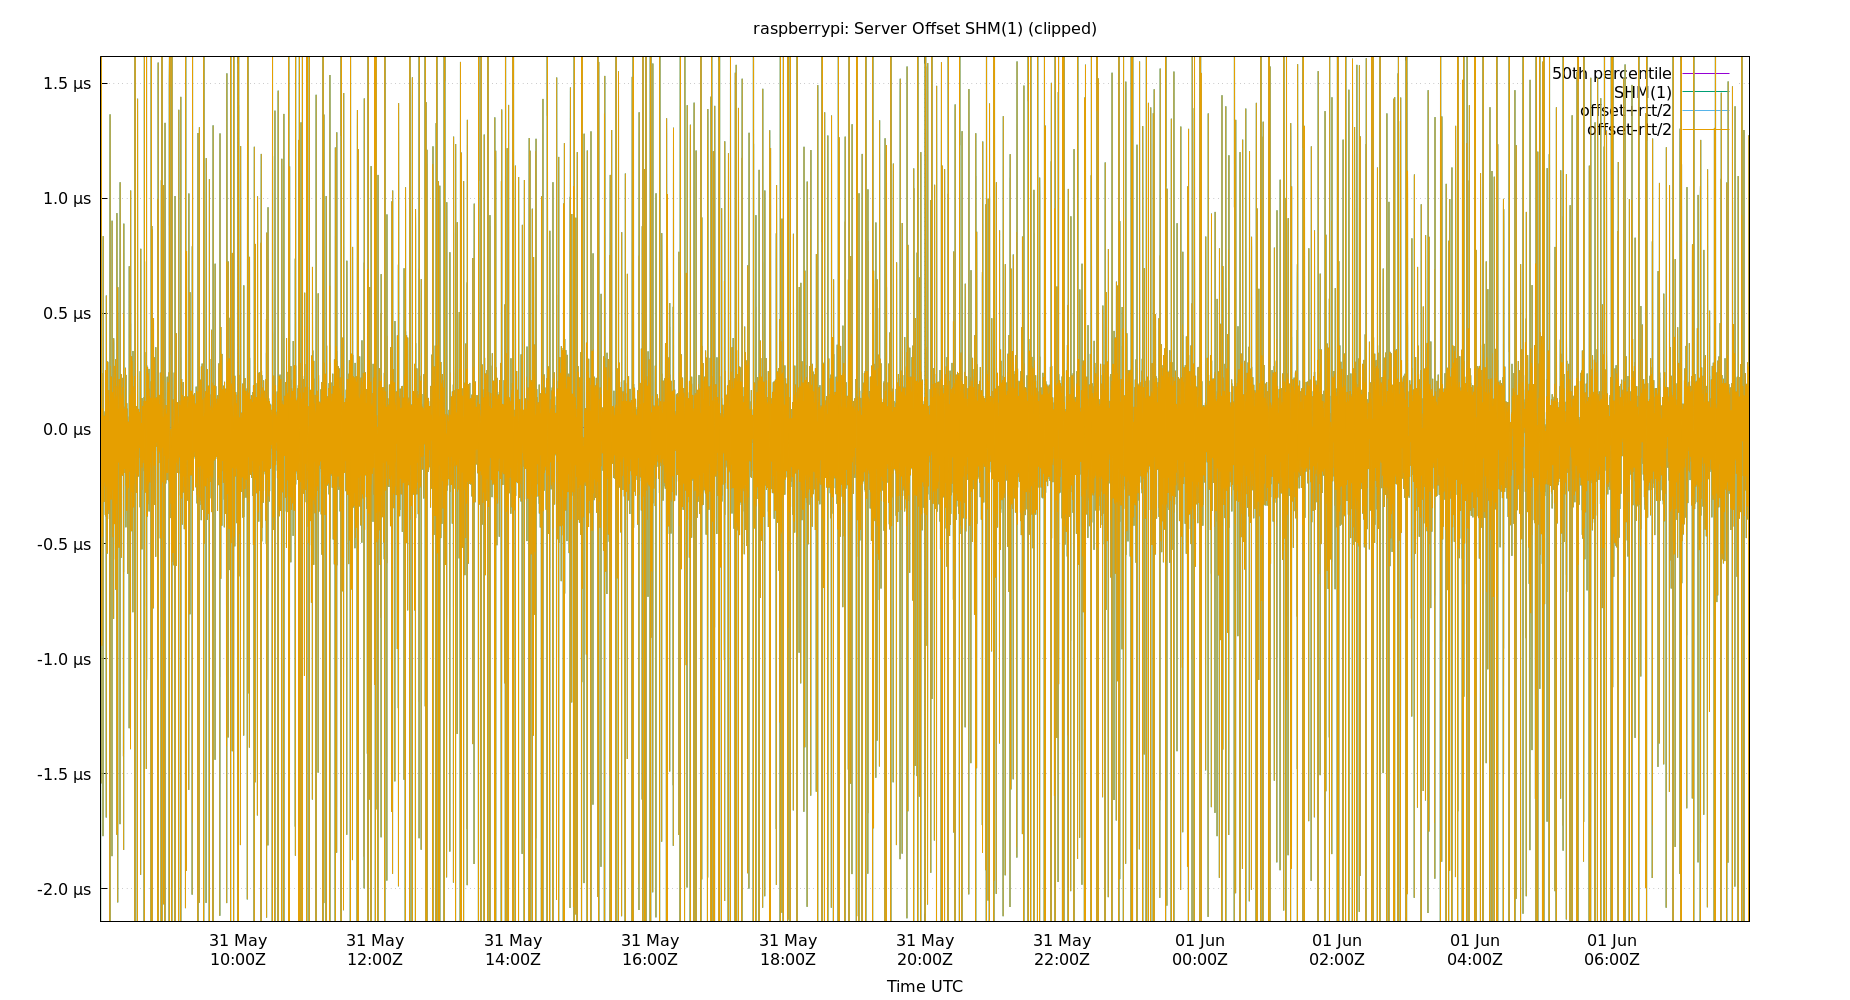 raspberrypi: Server Offset SHM(1) (clipped)
1.5 µs
1.0 µs
0.5 µs
0.0 µs
-0.5 µs
-1.0 µs
-1.5 µs
-2.0 µs
50th percentile
SHM(1)
offset+rtt/2
offset-rtt/2
31 May 31 May 31 May 31 May 31 May 31 May 31 May 01 Jun 01 Jun 01 Jun 01 Jun
10:00Z 12:00Z 14:00Z 16:00Z 18:00Z 20:00Z 22:00Z 00:00Z 02:00Z 04:00Z 06:00Z
Time UTC